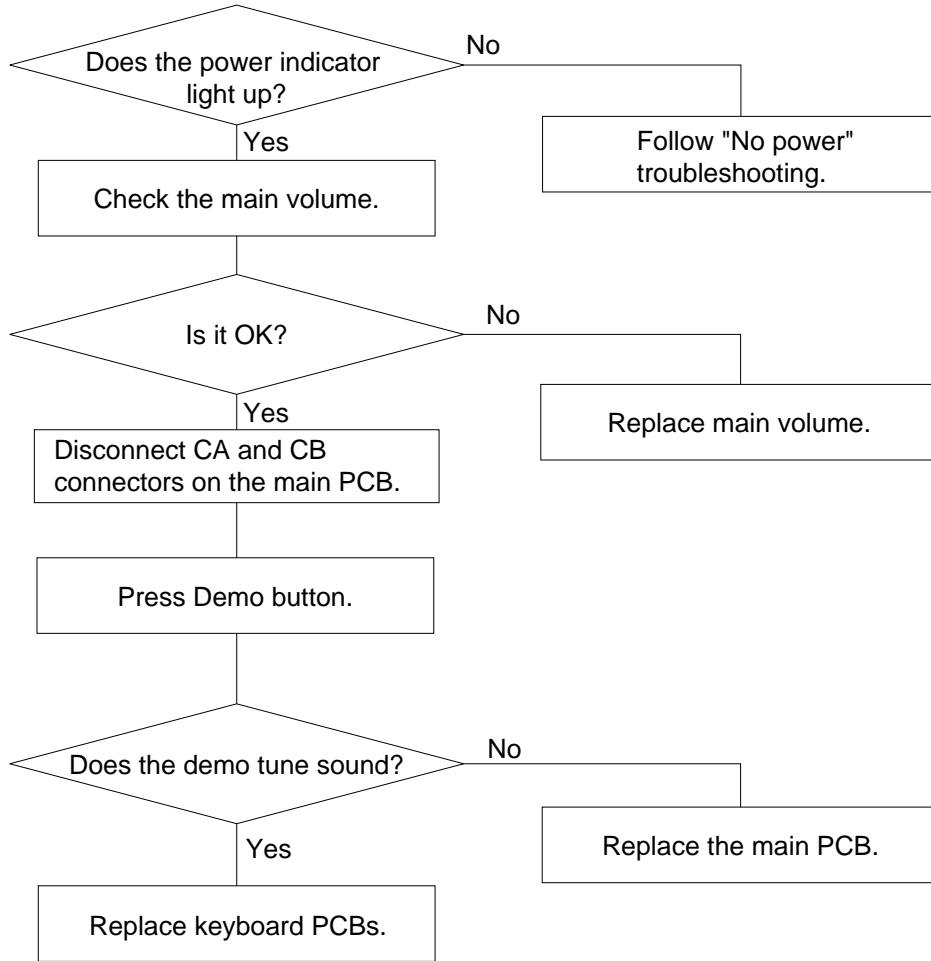 Does the power indicator
light up?
No
Yes
Follow "No power"
troubleshooting.
Check the main volume.
Is it OK?
No
Yes
Replace main volume.
Disconnect CA and CB
connectors on the main PCB.
Press Demo button.
Does the demo tune sound?
No
Yes
Replace the main PCB.
Replace keyboard PCBs.